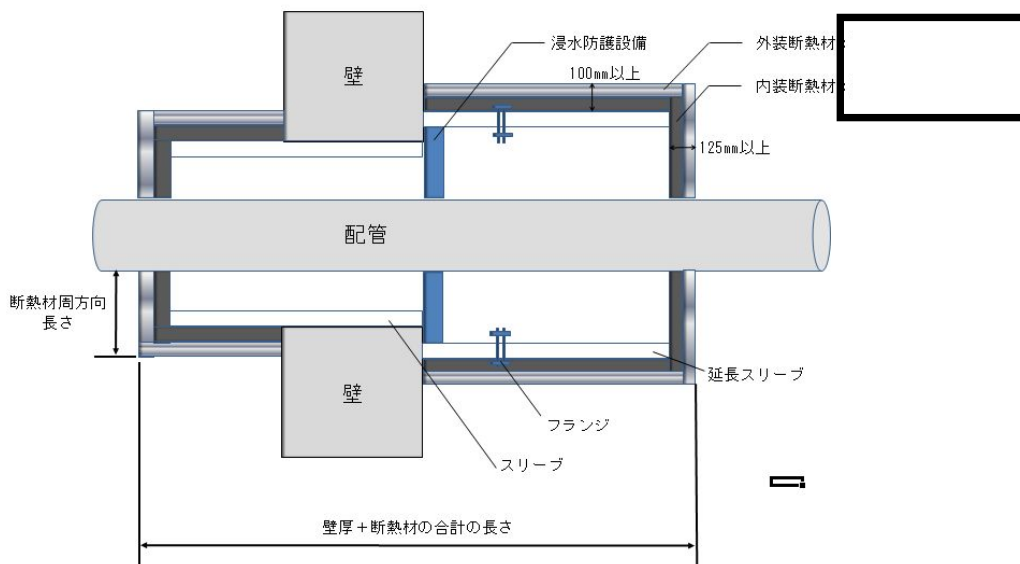 浸水防護設備
外装断熱材
壁
100mm以上
内装断熱材
125mm以上
配管
断熱材周方向
長さ
延長スリーブ
壁
フランジ
スリーブ
壁厚+断熱材の合計の長さ